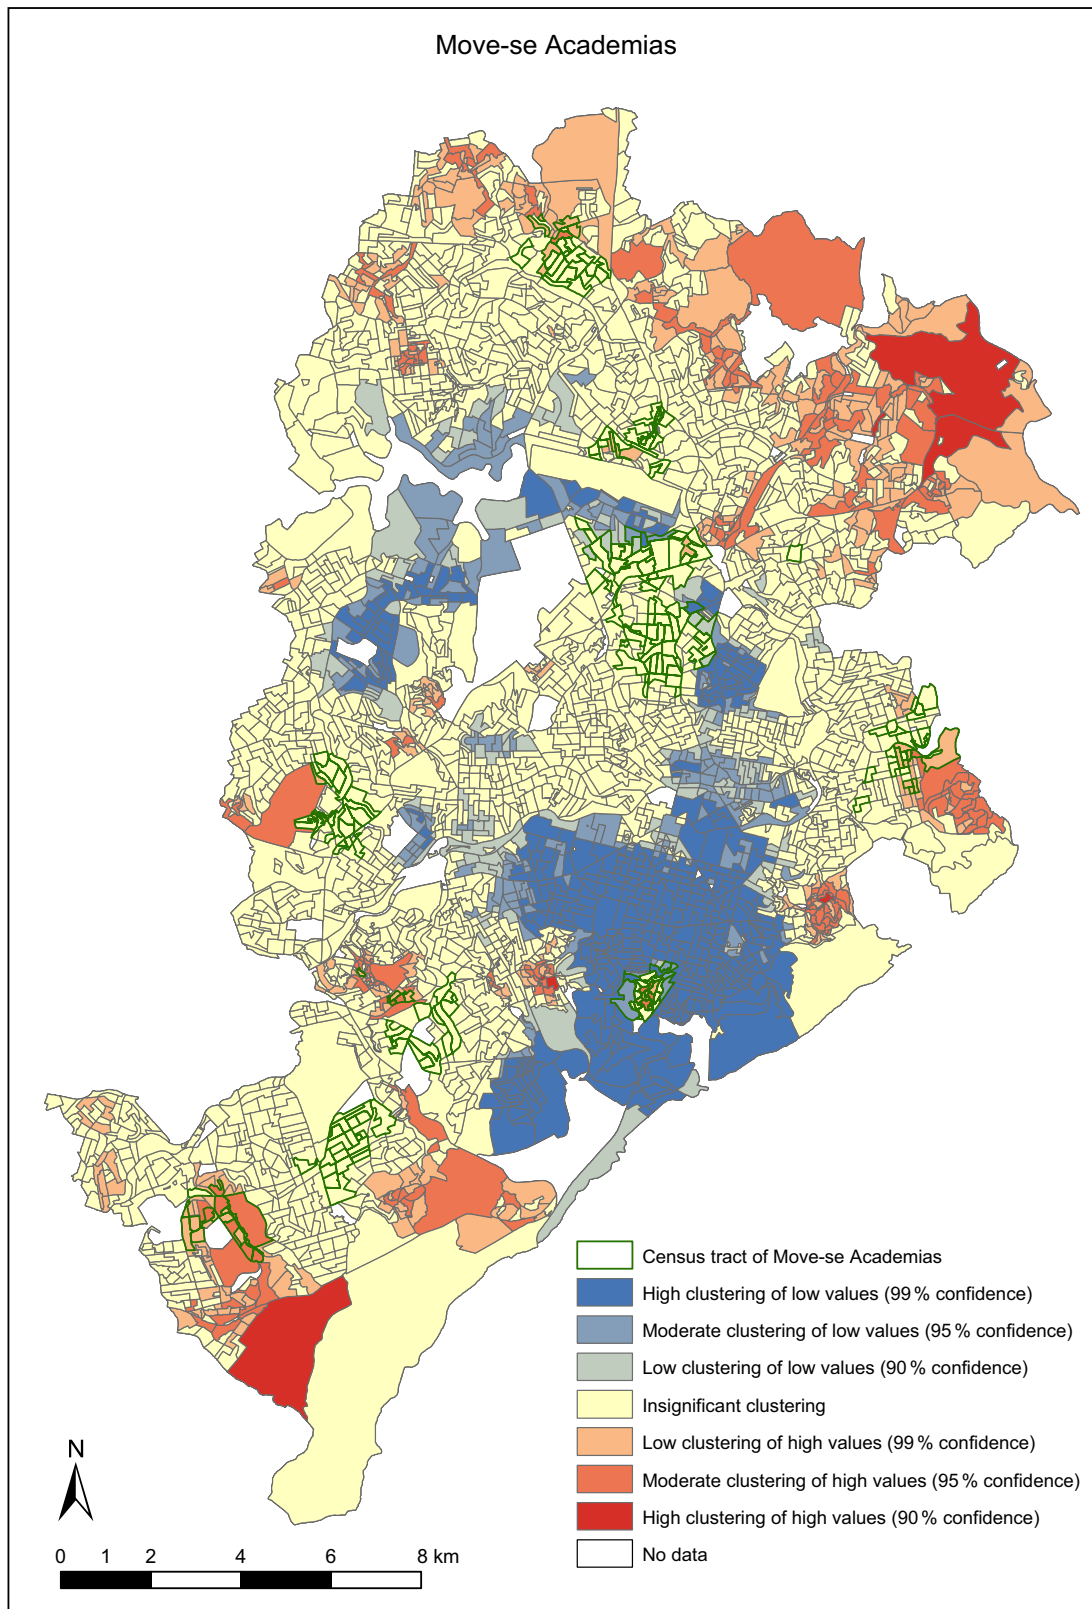 Move-se Academias
Census tract of Move-se Academias
High clustering of low values (99 % confidence)
Moderate clustering of low values (95 % confidence)
Low clustering of low values (90 % confidence)
Insignificant clustering
Low clustering of high values (99 % confidence)
Moderate clustering of high values (95 % confidence)
High clustering of high values (90 % confidence)
No data
N
0 1 2 4 6 8 km